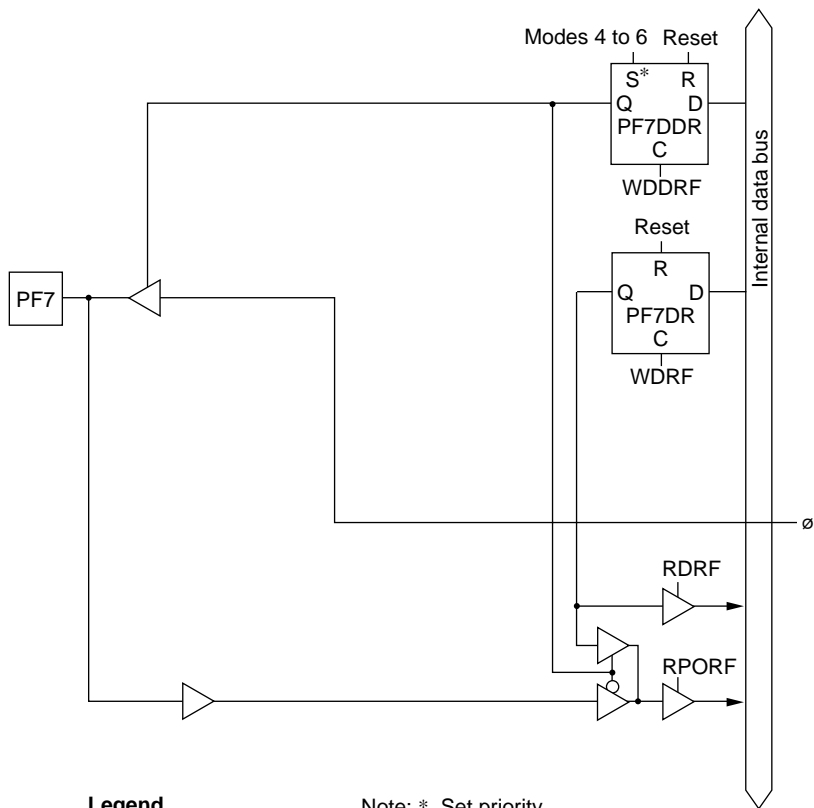 Modes 4 to 6 Reset
S* R
Q D
PF7DDR
C
WDDRF
Internal data bus
Reset
R
Q D
PF7DR
C
WDRF
PF7
ø
RDRF
RPORF
Legend
Note: * Set priority